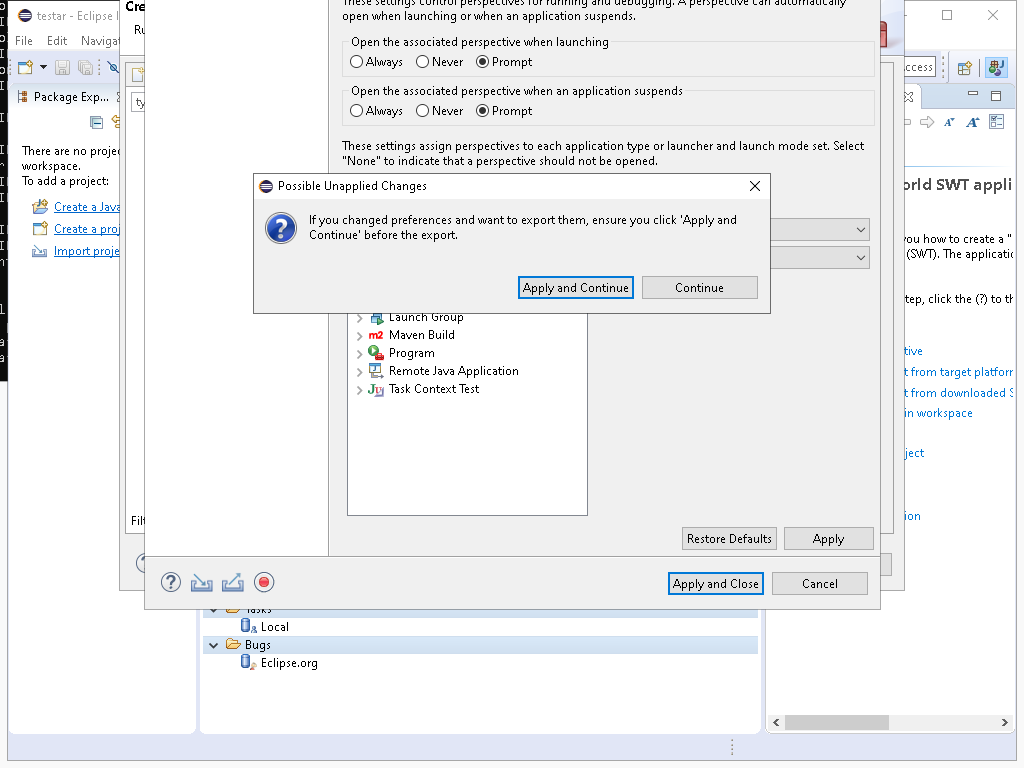 testar - Eclipse I
File Edit Navigat
Package Exp...
There are no proje
workspace.
To add a project:
Create a Java
Create a proj
Import proje
Cre
Ru
ty
Filt
These settings control perspectives for running and debugging. A perspective can automatically
open when launching or when an application suspends.
Open the associated perspective when launching
Always Never Prompt
Open the associated perspective when an application suspends
Always Never Prompt
These settings assign perspectives to each application type or launcher and launch mode set. Select
"None" to indicate that a perspective should not be opened.
Possible Unapplied Changes
If you changed preferences and want to export them, ensure you click 'Apply and
Continue' before the export.
Apply and Continue Continue
Launch Group
m2 Maven Build
Program
Remote Java Application
Ju Task Context Test
Restore Defaults Apply
Apply and Close Cancel
Tasks
Local
Bugs
Eclipse.org
ccess
orld SWT appli
you how to create a "
(SWT). The applicatio
tep, click the (?) to th
tive
t from target platforr
t from downloaded S
in workspace
ject
ion